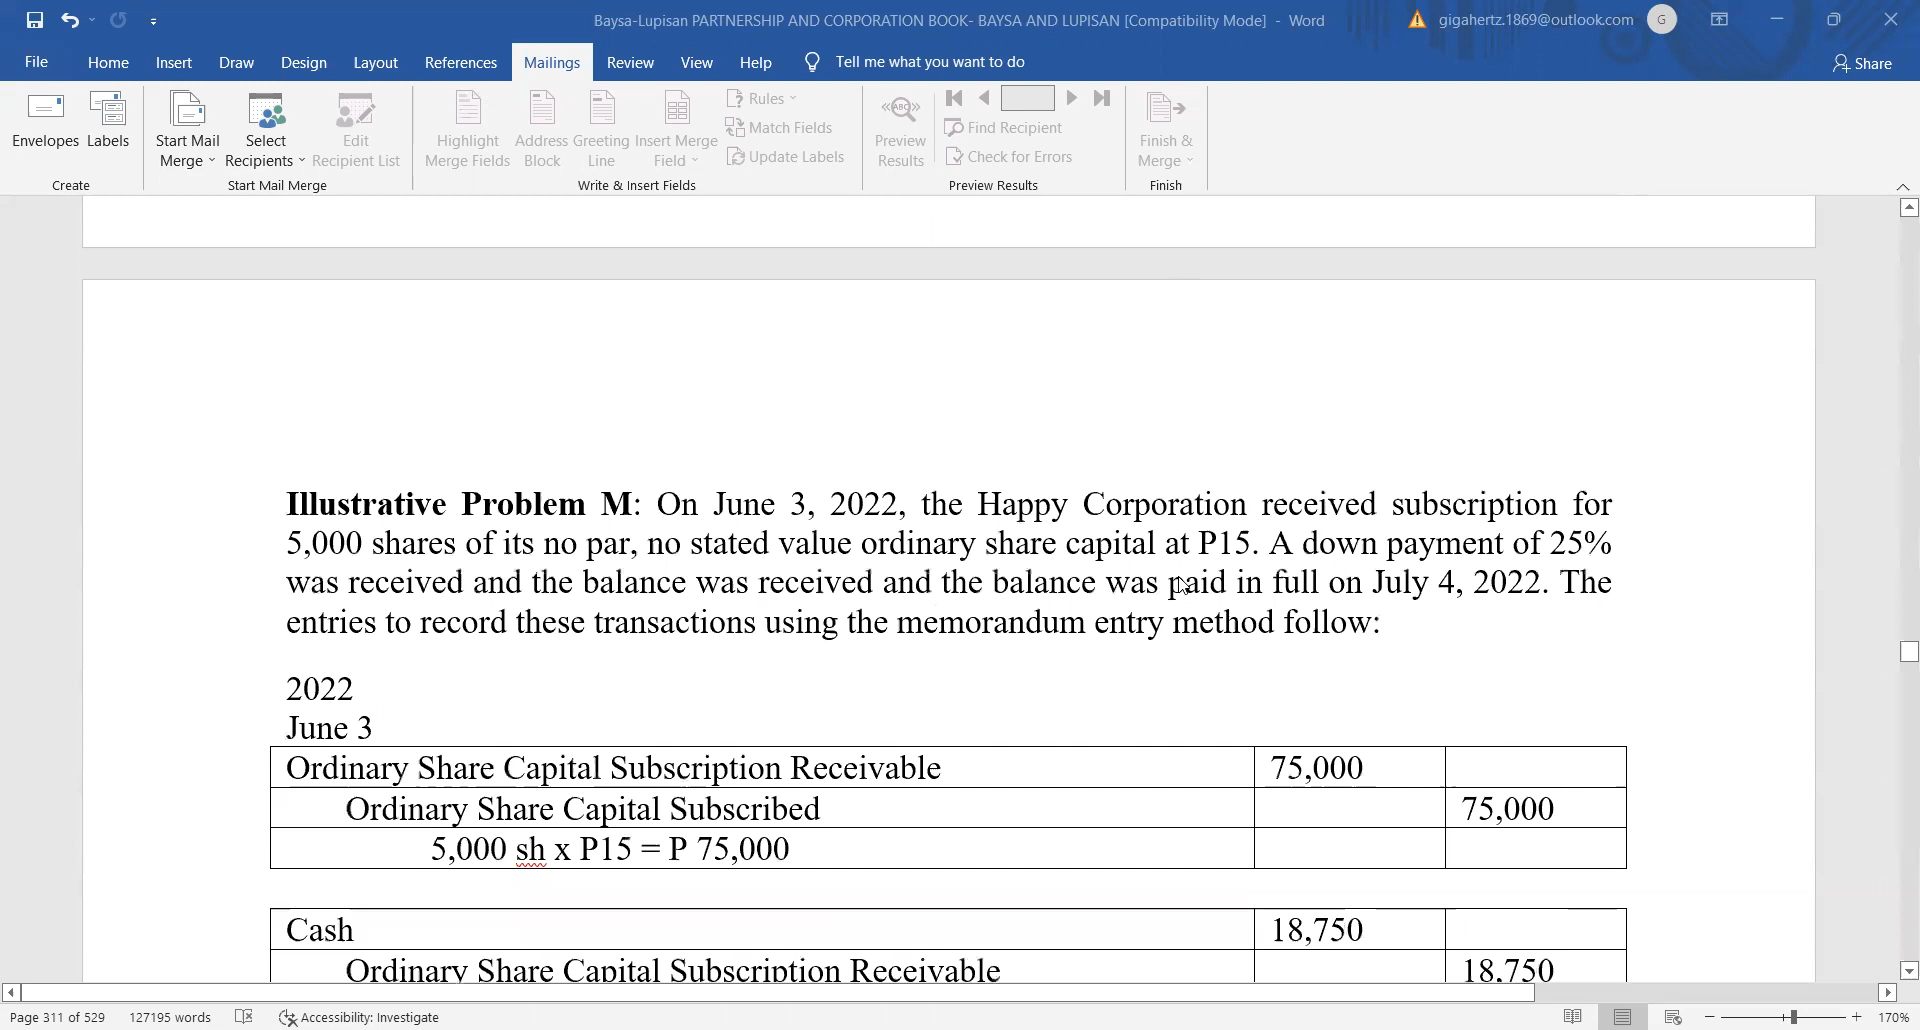 Baysa-Lupisan PARTNERSHIP AND CORPORATION BOOK- BAYSA AND LUPISAN [Compatibility Mode] - Word
gigahertz.1869@outlook.com
G
File Home Insert Draw Design Layout References Mailings Review View Help Tell me what you want to do
Share
Envelopes
Labels
Create
Start Mail
Merge
Select
Recipients
Edit
Recipient List
Start Mail Merge
Highlight
Merge Fields
Address
Block
Greeting
Line
Insert Merge
Field
Rules
Match Fields
Update Labels
Write & Insert Fields
ABC
Preview
Results
Find Recipient
Check for Errors
Preview Results
Finish &
Merge
Finish
Illustrative Problem M: On June 3, 2022, the Happy Corporation received subscription for
5,000 shares of its no par, no stated value ordinary share capital at P15. A down payment of 25%
was received and the balance was received and the balance was paid in full on July 4, 2022. The
entries to record these transactions using the memorandum entry method follow:
2022
June 3
Ordinary Share Capital Subscription Receivable 75,000
Ordinary Share Capital Subscribed 75,000
5,000 sh x P15 = P 75,000
Cash 18,750
Ordinary Share Capital Subscription Receivable 18,750
Page 311 of 529 127195 words Accessibility: Investigate 170%